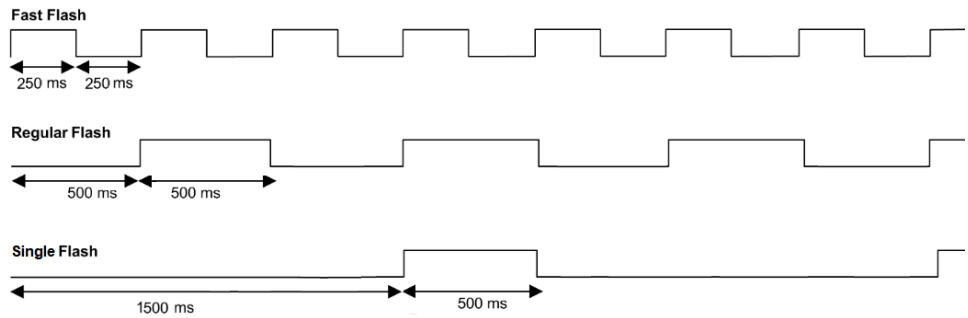 Fast Flash
250 ms 250 ms
Regular Flash
500 ms 500 ms
Single Flash
1500 ms 500 ms